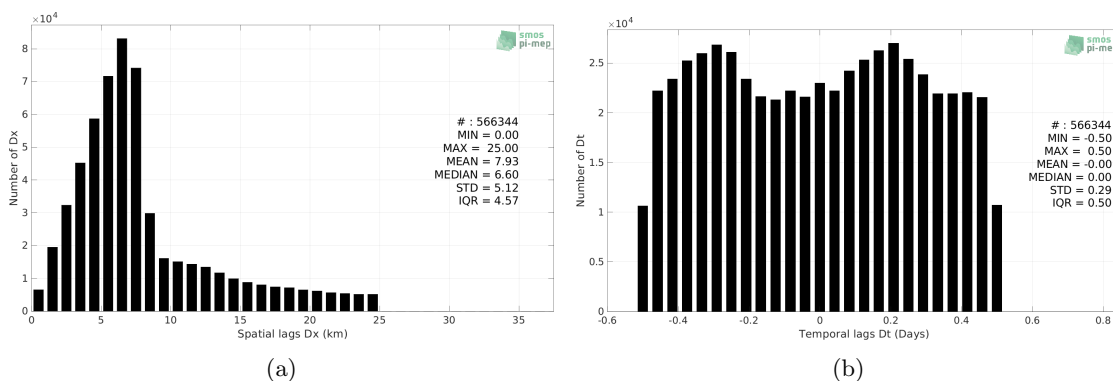 ×10⁴
8
7
6
5
4
3
2
1
0
Number of Dx
0 5 10 15 20 25 30 35
Spatial lags Dx (km)
smos
pi-mep
# : 566344
MIN = 0.00
MAX = 25.00
MEAN = 7.93
MEDIAN = 6.60
STD = 5.12
IQR = 4.57
(a)
×10⁴
2.5
2
1.5
1
0.5
0
Number of Dt
-0.6 -0.4 -0.2 0 0.2 0.4 0.6 0.8
Temporal lags Dt (Days)
smos
pi-mep
# : 566344
MIN = -0.50
MAX = 0.50
MEAN = -0.00
MEDIAN = 0.00
STD = 0.29
IQR = 0.50
(b)